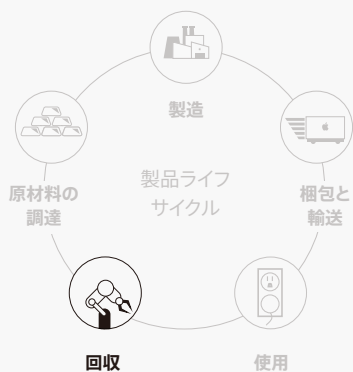 製造
原材料の
調達
製品ライフ
サイクル
梱包と
輸送
回収
使用